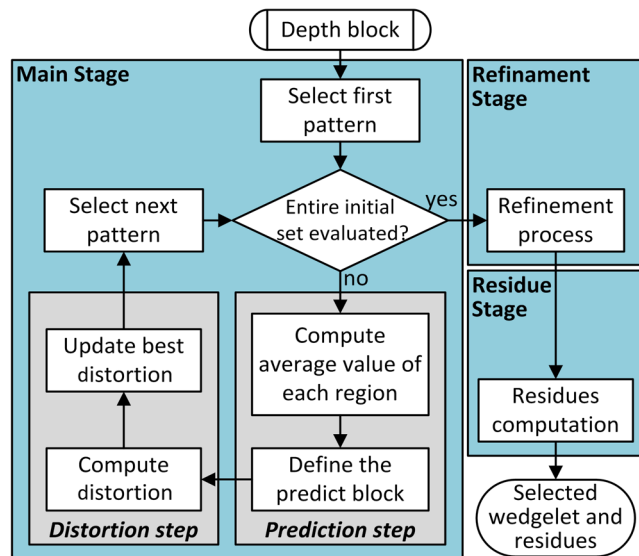 Depth block
Main Stage
Select first
pattern
Refinament
Stage
Select next
pattern
Entire initial
set evaluated?
yes
no
Refinement
process
Residue
Stage
Update best
distortion
Compute
average value of
each region
Residues
computation
Compute
distortion
Define the
predict block
Distortion step
Prediction step
Selected
wedgelet and
residues